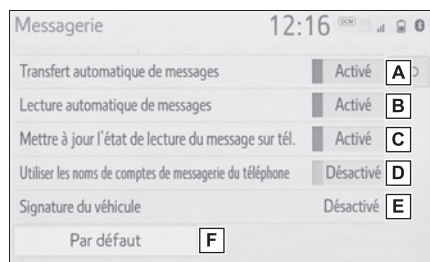 Messagerie 12:16 DCM
Transfert automatique de messages Activé A
Lecture automatique de messages Activé B
Mettre à jour l'état de lecture du message sur tél. Activé C
Utiliser les noms de comptes de messagerie du téléphone Désactivé D
Signature du véhicule Désactivé E
Par défaut F